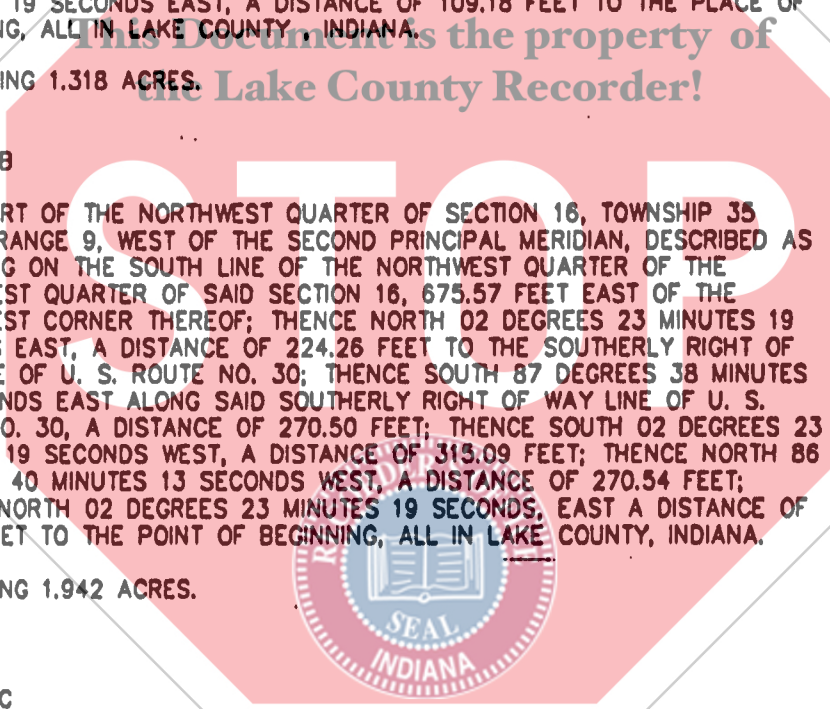 19 SECONDS EAST, A DISTANCE OF 109.18 FEET TO THE PLACE OF
NG, ALL IN LAKE COUNTY , INDIANA.
This Document is the property of
the Lake County Recorder!
ING 1.318 ACRES.
B
STOP
RT OF THE NORTHWEST QUARTER OF SECTION 16, TOWNSHIP 35
RANGE 9, WEST OF THE SECOND PRINCIPAL MERIDIAN, DESCRIBED AS
G ON THE SOUTH LINE OF THE NORTHWEST QUARTER OF THE
EST QUARTER OF SAID SECTION 16, 675.57 FEET EAST OF THE
EST CORNER THEREOF; THENCE NORTH 02 DEGREES 23 MINUTES 19
EAST, A DISTANCE OF 224.26 FEET TO THE SOUTHERLY RIGHT OF
E OF U. S. ROUTE NO. 30; THENCE SOUTH 87 DEGREES 38 MINUTES
NDS EAST ALONG SAID SOUTHERLY RIGHT OF WAY LINE OF U. S.
O. 30, A DISTANCE OF 270.50 FEET; THENCE SOUTH 02 DEGREES 23
19 SECONDS WEST, A DISTANCE OF 315.09 FEET; THENCE NORTH 86
40 MINUTES 13 SECONDS WEST, A DISTANCE OF 270.54 FEET;
NORTH 02 DEGREES 23 MINUTES 19 SECONDS, EAST A DISTANCE OF
ET TO THE POINT OF BEGINNING, ALL IN LAKE COUNTY, INDIANA.
NG 1.942 ACRES.
SEAL
INDIANA
C